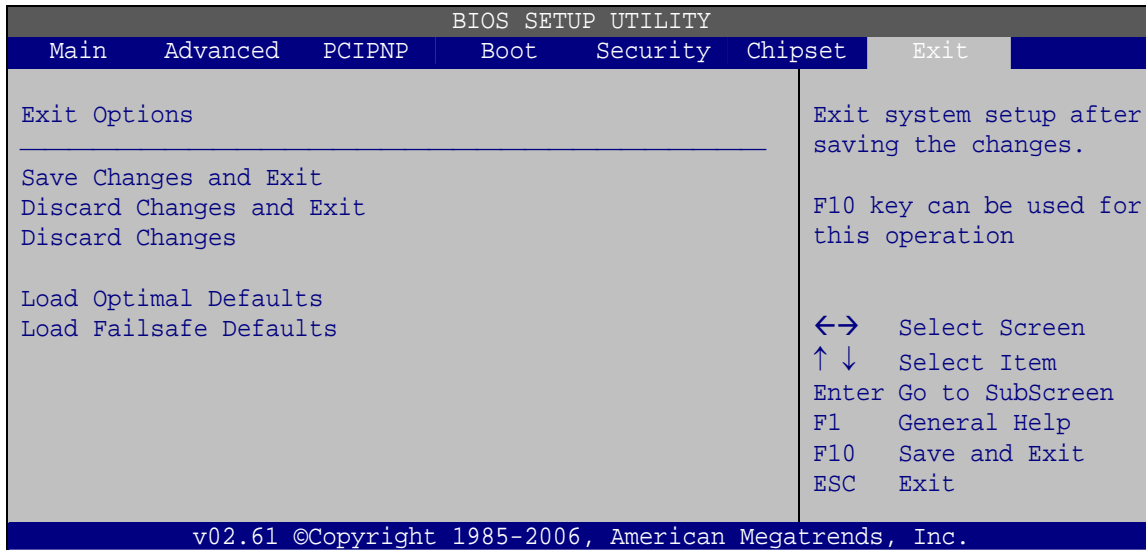 BIOS SETUP UTILITY
Main Advanced PCIPNP Boot Security Chipset Exit
Exit Options
Save Changes and Exit
Discard Changes and Exit
Discard Changes
Load Optimal Defaults
Load Failsafe Defaults
Exit system setup after
saving the changes.
F10 key can be used for
this operation
←→ Select Screen
↑ ↓ Select Item
Enter Go to SubScreen
F1 General Help
F10 Save and Exit
ESC Exit
v02.61 ©Copyright 1985-2006, American Megatrends, Inc.